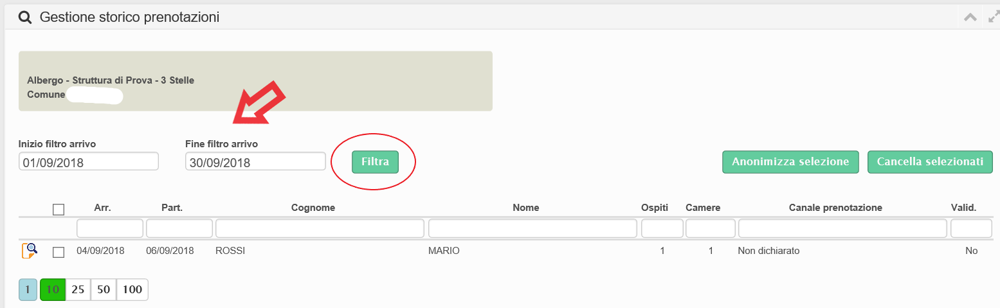 Gestione storico prenotazioni
Albergo - Struttura di Prova - 3 Stelle
Comune
Inizio filtro arrivo Fine filtro arrivo
01/09/2018 30/09/2018 Filtra Anonimizza selezione Cancella selezionati
Arr. Part. Cognome Nome Ospiti Camere Canale prenotazione Valid.
04/09/2018 06/09/2018 ROSSI MARIO 1 1 Non dichiarato No
1 10 25 50 100